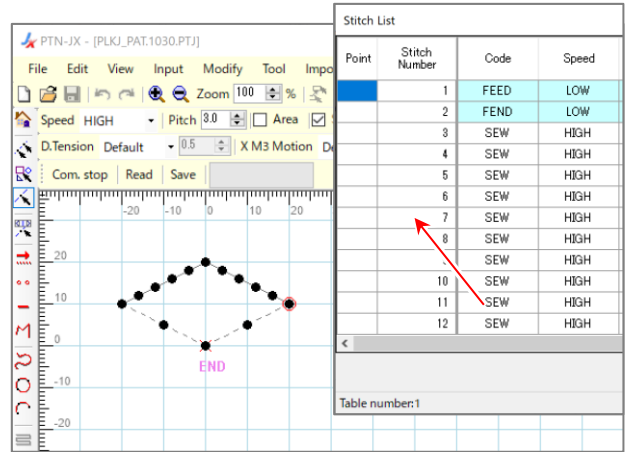 PTN-JX - [PLKJ_PAT.1030.PTJ]
File Edit View Input Modify Tool
Zoom 100 %
Speed HIGH Pitch 3.0 Area
D.Tension Default 0.5 X M3 Motion
Com. stop Read Save
-20 -10 0 10 20
20
10
0
-10
-20
END
Stitch List
Point Stitch Number Code Speed
1 FEED LOW
2 FEND LOW
3 SEW HIGH
4 SEW HIGH
5 SEW HIGH
6 SEW HIGH
7 SEW HIGH
8 SEW HIGH
SEW HIGH
10 SEW HIGH
11 SEW HIGH
12 SEW HIGH
Table number:1